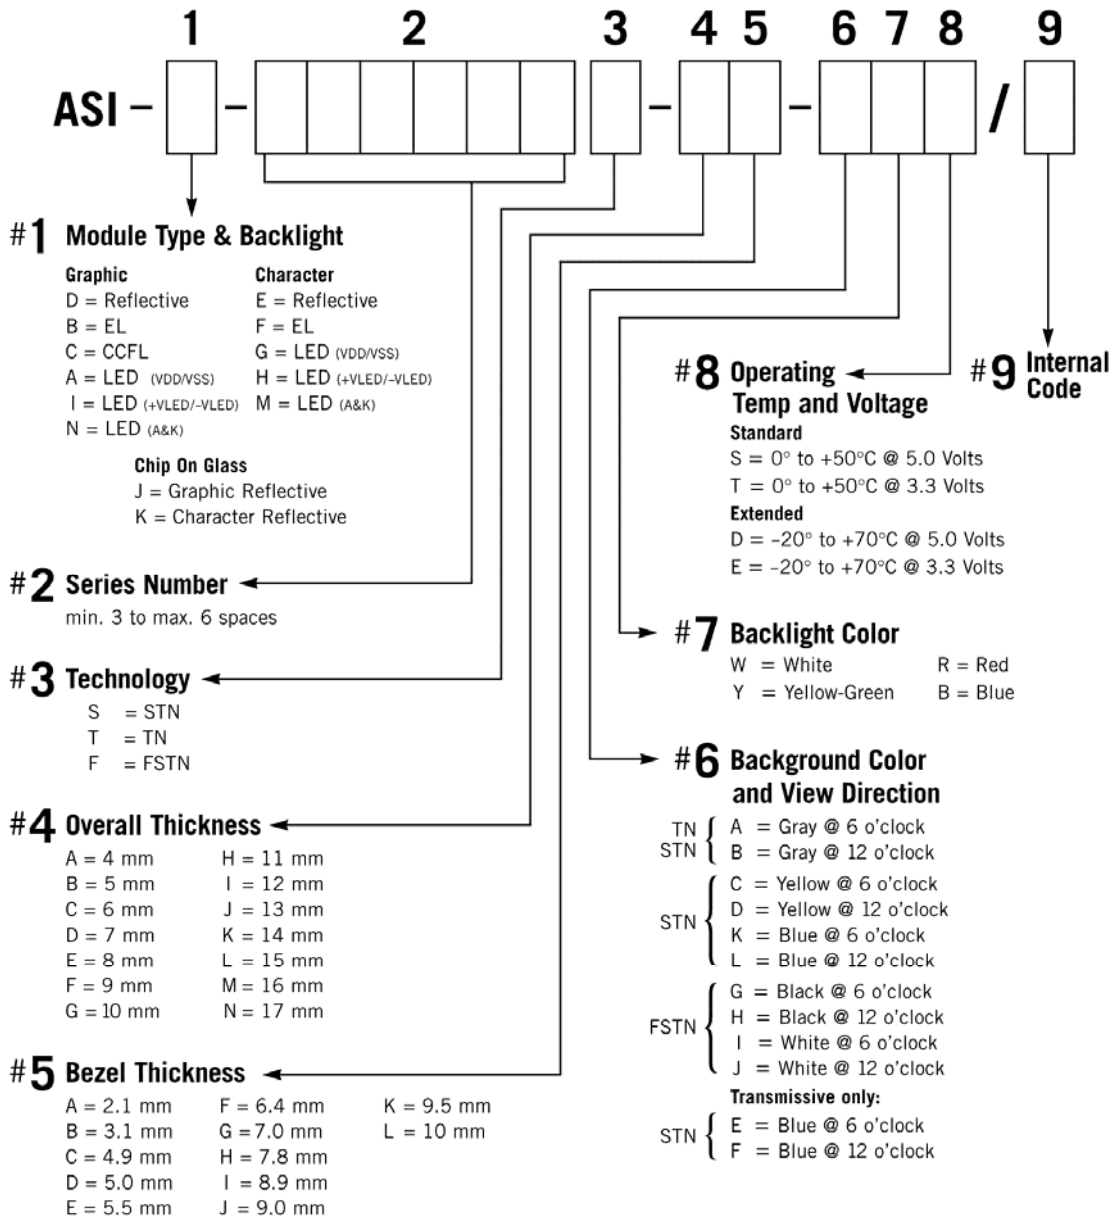 1 2 3 4 5 6 7 8 9
ASI – – – – /
#1 Module Type & Backlight
Graphic Character
D = Reflective E = Reflective
B = EL F = EL
C = CCFL G = LED (VDD/VSS)
A = LED (VDD/VSS) H = LED (+VLED/–VLED)
I = LED (+VLED/–VLED) M = LED (A&K)
N = LED (A&K)
Chip On Glass
J = Graphic Reflective
K = Character Reflective
#2 Series Number
min. 3 to max. 6 spaces
#3 Technology
S = STN
T = TN
F = FSTN
#4 Overall Thickness
A = 4 mm H = 11 mm
B = 5 mm I = 12 mm
C = 6 mm J = 13 mm
D = 7 mm K = 14 mm
E = 8 mm L = 15 mm
F = 9 mm M = 16 mm
G = 10 mm N = 17 mm
#5 Bezel Thickness
A = 2.1 mm F = 6.4 mm K = 9.5 mm
B = 3.1 mm G = 7.0 mm L = 10 mm
C = 4.9 mm H = 7.8 mm
D = 5.0 mm I = 8.9 mm
E = 5.5 mm J = 9.0 mm
#8 Operating
Temp and Voltage
Standard
S = 0° to +50°C @ 5.0 Volts
T = 0° to +50°C @ 3.3 Volts
Extended
D = –20° to +70°C @ 5.0 Volts
E = –20° to +70°C @ 3.3 Volts
#9 Internal
Code
#7 Backlight Color
W = White R = Red
Y = Yellow-Green B = Blue
#6 Background Color
and View Direction
TN A = Gray @ 6 o'clock
STN B = Gray @ 12 o'clock
C = Yellow @ 6 o'clock
D = Yellow @ 12 o'clock
STN
K = Blue @ 6 o'clock
L = Blue @ 12 o'clock
G = Black @ 6 o'clock
H = Black @ 12 o'clock
FSTN
I = White @ 6 o'clock
J = White @ 12 o'clock
Transmissive only:
E = Blue @ 6 o'clock
STN
F = Blue @ 12 o'clock